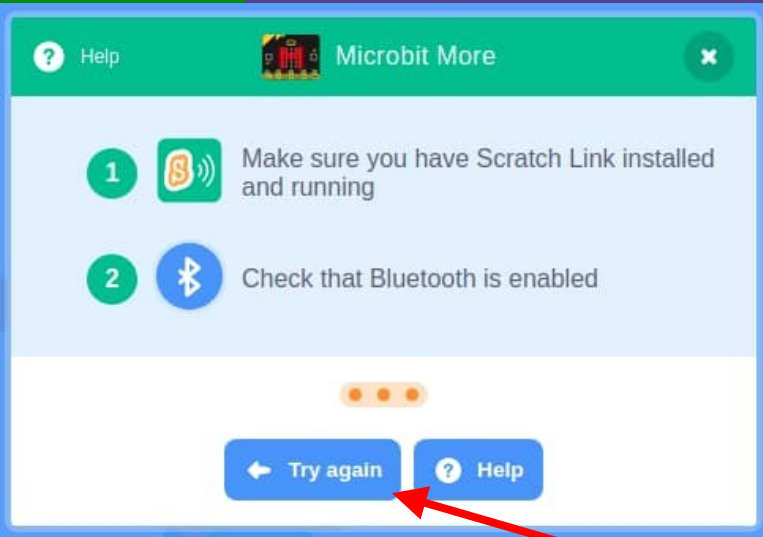 Help
Microbit More
1
Make sure you have Scratch Link installed
and running
2
Check that Bluetooth is enabled
Try again
Help